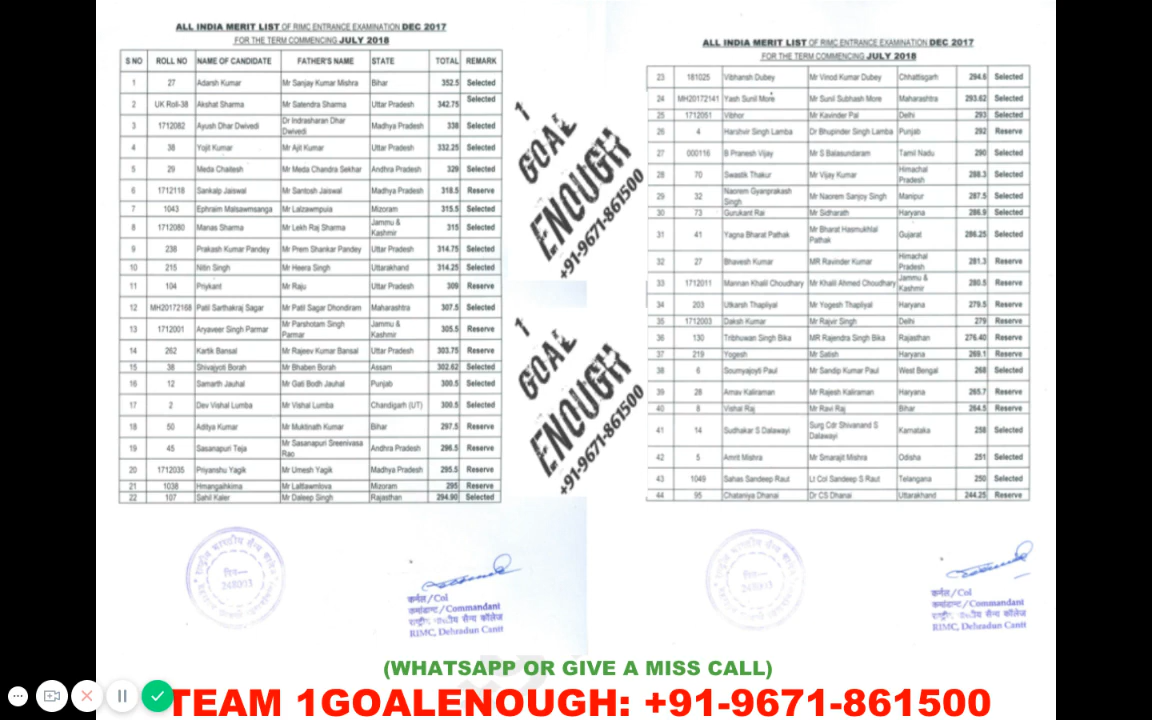 ALL INDIA MERIT LIST OF RIMC ENTRANCE EXAMINATION DEC 2017
FOR THE TERM COMMENCING JULY 2018
S NO ROLL NO NAME OF CANDIDATE FATHER'S NAME STATE TOTAL REMARK
1 27 Adarsh Kumar Mr Sanjay Kumar Mishra Bihar 352.5 Selected
2 UK Roll-38 Akshat Sharma Mr Satendra Sharma Uttar Pradesh 342.75 Selected
3 1712082 Ayush Dhar Dwivedi Dr Indrasharan Dhar Dwivedi Madhya Pradesh 338 Selected
4 38 Yojit Kumar Mr Ajit Kumar Uttar Pradesh 332.25 Selected
5 29 Meda Chaitesh Mr Meda Chandra Sekhar Andhra Pradesh 329 Selected
6 1712118 Sankalp Jaiswal Mr Santosh Jaiswal Madhya Pradesh 318.5 Reserve
7 1043 Ephraim Malsawmsanga Mr Lalzawmpuia Mizoram 315.5 Selected
8 1712080 Manas Sharma Mr Lekh Raj Sharma Jammu & Kashmir 315 Selected
9 238 Prakash Kumar Pandey Mr Prem Shankar Pandey Uttar Pradesh 314.75 Selected
10 215 Nitin Singh Mr Heera Singh Uttarakhand 314.25 Selected
11 104 Priykant Mr Raju Uttar Pradesh 309 Reserve
12 MH20172168 Patil Sarthakraj Sagar Mr Patil Sagar Dhondiram Maharashtra 307.5 Selected
13 1712001 Aryaveer Singh Parmar Mr Parshotam Singh Parmar Jammu & Kashmir 305.5 Reserve
14 262 Kartik Bansal Mr Rajeev Kumar Bansal Uttar Pradesh 303.75 Reserve
15 38 Shivajyoti Borah Mr Bhaben Borah Assam 302.62 Selected
16 12 Samarth Jauhal Mr Gati Bodh Jauhal Punjab 300.5 Selected
17 2 Dev Vishal Lumba Mr Vishal Lumba Chandigarh (UT) 300.5 Selected
18 50 Aditya Kumar Mr Muktinath Kumar Bihar 297.5 Reserve
19 45 Sasanapuri Teja Mr Sasanapuri Sreenivasa Rao Andhra Pradesh 296.5 Reserve
20 1712035 Priyanshu Yagik Mr Umesh Yagik Madhya Pradesh 295.5 Reserve
21 1038 Hmangaihkima Mr Laltlawmlova Mizoram 295 Reserve
22 107 Sahil Kaler Mr Daleep Singh Rajasthan 294.90 Selected
1 GOAL ENOUGH
+91-9671-861500
1 GOAL ENOUGH
+91-9671-861500
248013
कर्नल/Col
कमांडान्ट/Commandant
राष्ट्रीय भारतीय सैन्य कॉलेज
RIMC, Dehradun Cantt
ALL INDIA MERIT LIST OF RIMC ENTRANCE EXAMINATION DEC 2017
FOR THE TERM COMMENCING JULY 2018
23 181025 Vibhansh Dubey Mr Vinod Kumar Dubey Chhattisgarh 294.6 Selected
24 MH20172141 Yash Sunil More Mr Sunil Subhash More Maharashtra 293.62 Selected
25 1712051 Vibhor Mr Kavinder Pal Delhi 293 Selected
26 4 Harshvir Singh Lamba Dr Bhupinder Singh Lamba Punjab 292 Reserve
27 000116 B Pranesh Vijay Mr S Balasundaram Tamil Nadu 290 Selected
28 70 Swastik Thakur Mr Vijay Kumar Himachal Pradesh 288.3 Selected
29 32 Naorem Gyanprakash Singh Mr Naorem Sanjoy Singh Manipur 287.5 Selected
30 73 Gurukant Rai Mr Sidharath Haryana 286.9 Selected
31 41 Yagna Bharat Pathak Mr Bharat Hasmukhlal Pathak Gujarat 286.25 Selected
32 27 Bhavesh Kumar MR Ravinder Kumar Himachal Pradesh 281.3 Reserve
33 1712011 Mannan Khalil Choudhary Mr Khalil Ahmed Choudhary Jammu & Kashmir 280.5 Reserve
34 203 Utkarsh Thapliyal Mr Yogesh Thapliyal Haryana 279.5 Reserve
35 1712003 Daksh Kumar Mr Rajvir Singh Delhi 279 Reserve
36 130 Tribhuwan Singh Bika MR Rajendra Singh Bika Rajasthan 276.40 Reserve
37 219 Yogesh Mr Satish Haryana 269.1 Reserve
38 6 Soumyajoyti Paul Mr Sandip Kumar Paul West Bengal 268 Selected
39 28 Arnav Kaliraman Mr Rajesh Kaliraman Haryana 265.7 Reserve
40 8 Vishal Raj Mr Ravi Raj Bihar 264.5 Reserve
41 14 Sudhakar S Dalawayi Surg Cdr Shivanand S Dalawayi Karnataka 258 Selected
42 5 Amrit Mishra Mr Smarajit Mishra Odisha 251 Selected
43 1049 Sahas Sandeep Raut Lt Col Sandeep S Raut Telangana 250 Selected
44 95 Chataniya Dhanai Dr CS Dhanai Uttarakhand 244.25 Reserve
248013
कर्नल/Col
कमांडान्ट/Commandant
राष्ट्रीय भारतीय सैन्य कॉलेज
RIMC, Dehradun Cantt
(WHATSAPP OR GIVE A MISS CALL)
TEAM 1GOALENOUGH: +91-9671-861500